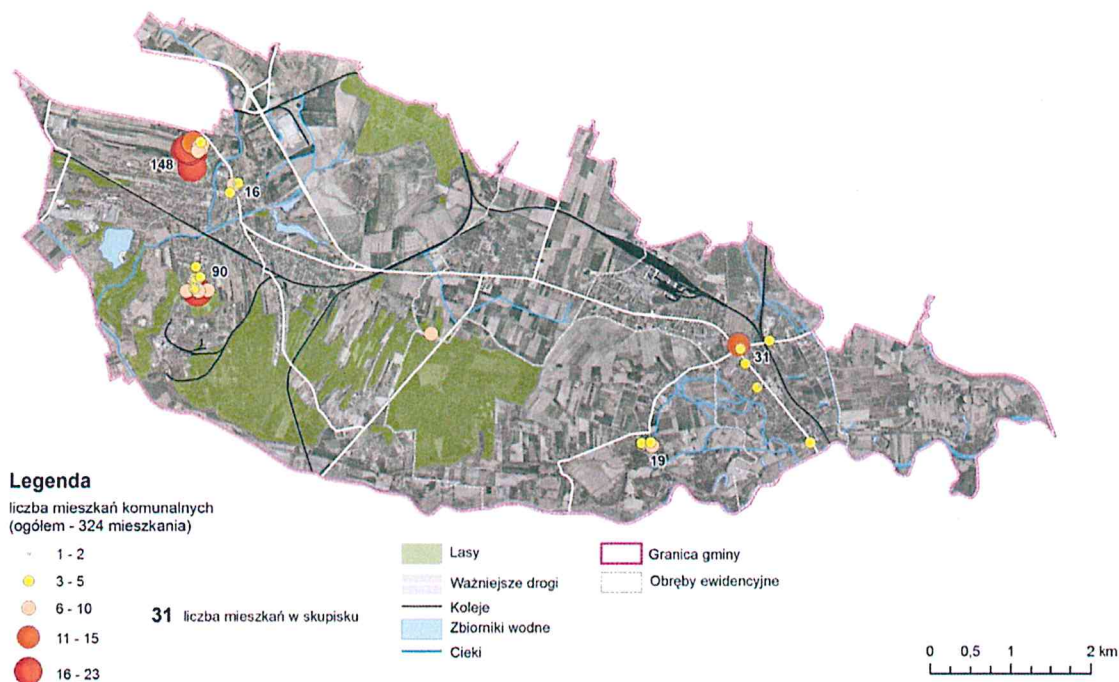 148
16
90
31
19
Legenda
liczba mieszkań komunalnych
(ogółem - 324 mieszkania)
1 - 2
3 - 5
6 - 10
11 - 15
16 - 23
31 liczba mieszkań w skupisku
Lasy
Ważniejsze drogi
Koleje
Zbiorniki wodne
Cieki
Granica gminy
Obręby ewidencyjne
0 0,5 1 2 km